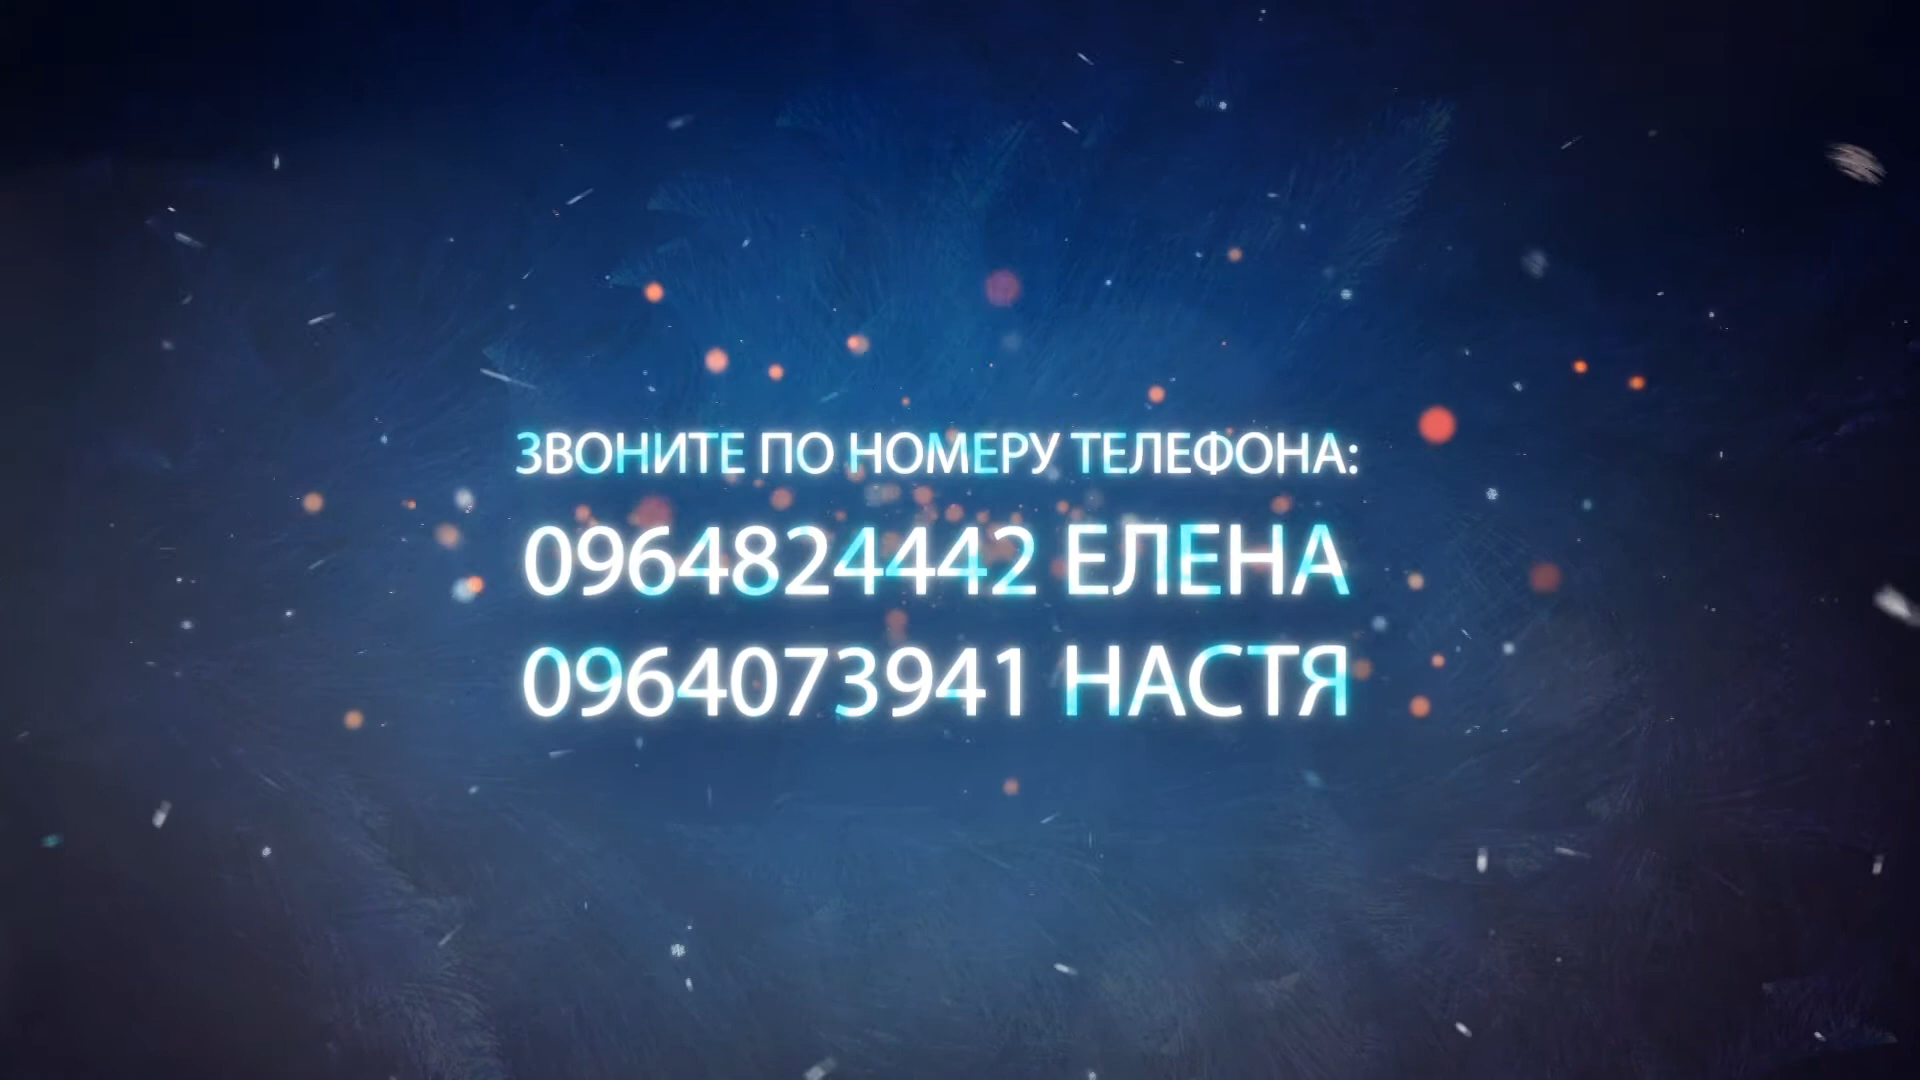 ЗВОНИТЕ ПО НОМЕРУ ТЕЛЕФОНА:
0964824442 ЕЛЕНА
0964073941 НАСТЯ